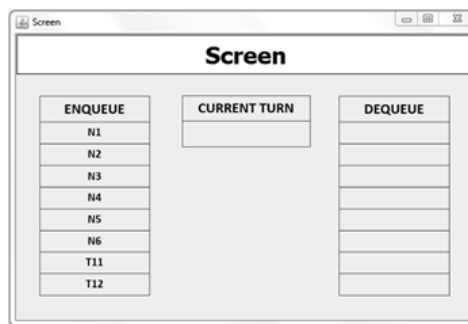 Screen
Screen
ENQUEUE
N1
N2
N3
N4
N5
N6
T11
T12
CURRENT TURN
DEQUEUE